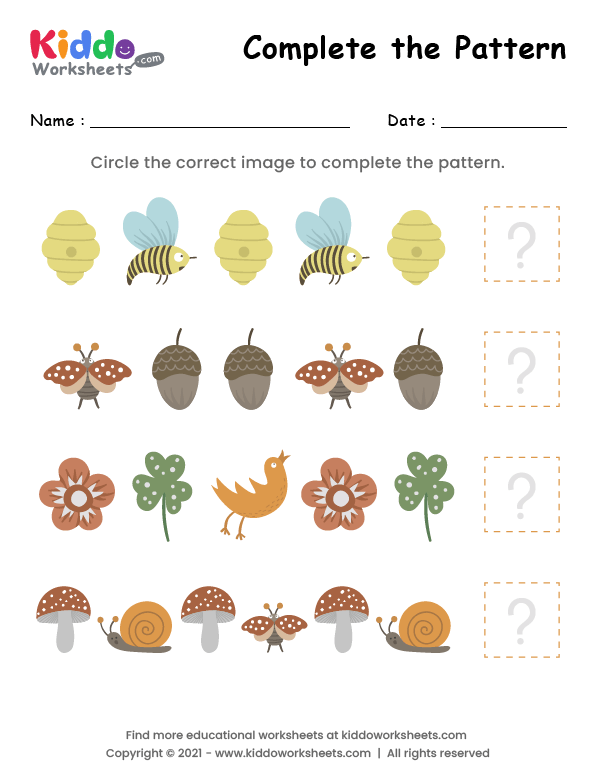 Kiddo
Worksheets.com
Complete the Pattern
Name : Date :
Circle the correct image to complete the pattern.
?
?
?
?
Find more educational worksheets at kiddoworksheets.com
Copyright © 2021 - www.kiddoworksheets.com | All rights reserved